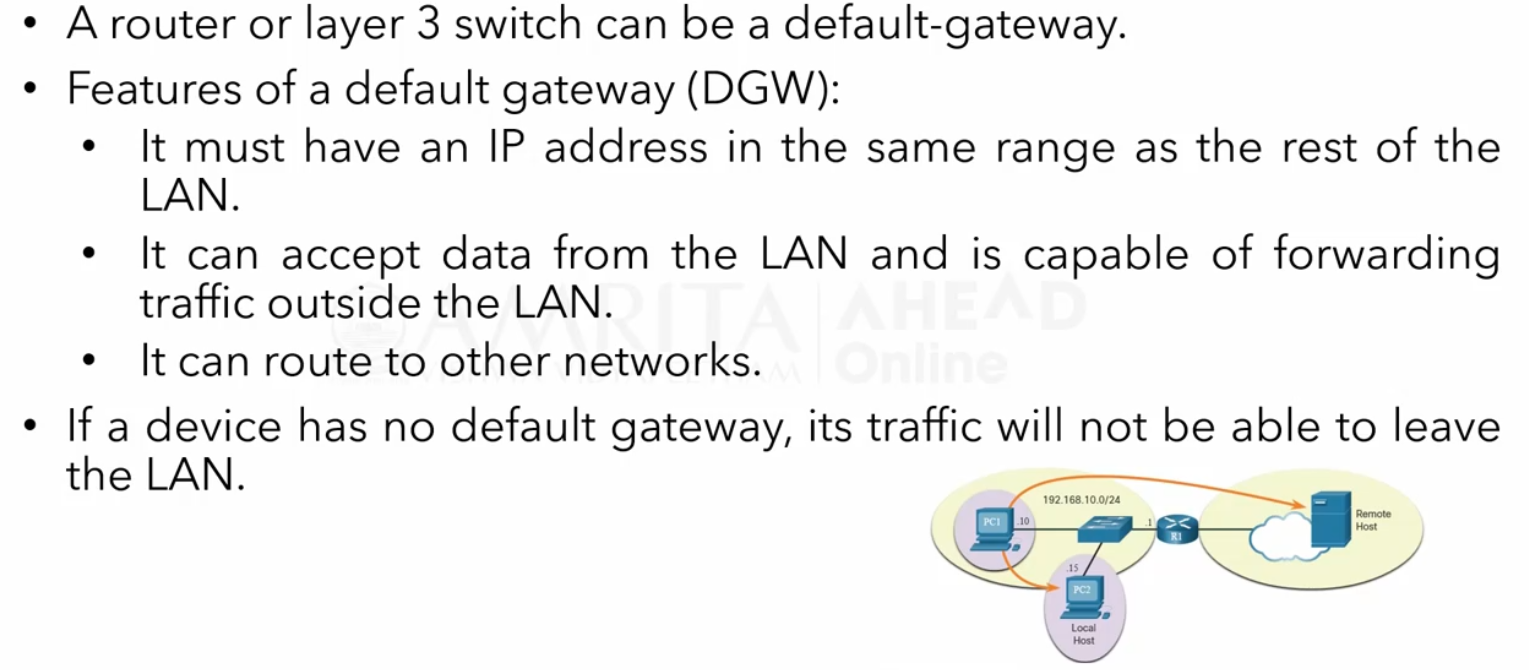 • A router or layer 3 switch can be a default-gateway.
• Features of a default gateway (DGW):
• It must have an IP address in the same range as the rest of the
LAN.
• It can accept data from the LAN and is capable of forwarding
traffic outside the LAN.
• It can route to other networks.
• If a device has no default gateway, its traffic will not be able to leave
the LAN.
AMRITA
AHEAD
Online
192.168.10.0/24
PC1
.10
.1
R1
Remote
Host
.15
PC2
Local
Host